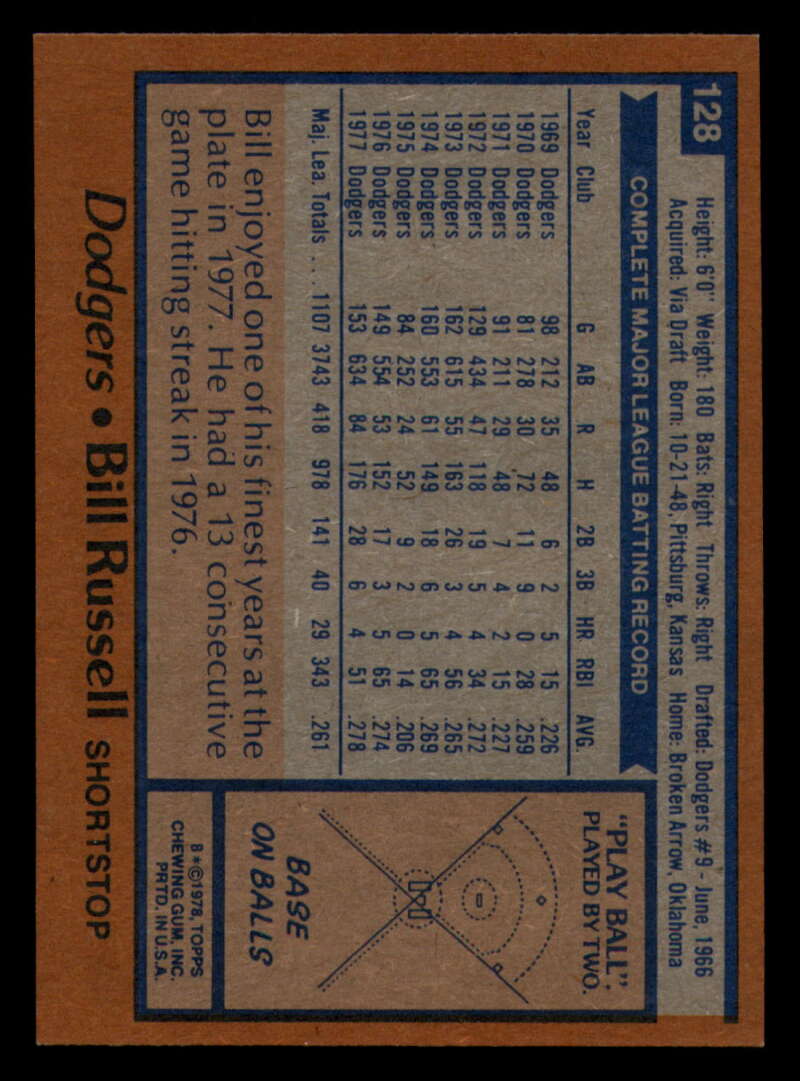 128
Height: 6'0" Weight: 180 Bats: Right Throws: Right Drafted: Dodgers #9 - June, 1966
Acquired: Via Draft Born: 10-21-48, Pittsburg, Kansas Home: Broken Arrow, Oklahoma
COMPLETE MAJOR LEAGUE BATTING RECORD
Year Club G AB R H 2B 3B HR RBI AVG.
1969 Dodgers 98 212 35 48 6 2 5 15 .226
1970 Dodgers 81 278 30 72 11 9 0 28 .259
1971 Dodgers 91 211 29 48 7 4 2 15 .227
1972 Dodgers 129 434 47 118 19 5 4 34 .272
1973 Dodgers 162 615 55 163 26 3 4 56 .265
1974 Dodgers 160 553 61 149 18 6 5 65 .269
1975 Dodgers 84 252 24 52 9 2 0 14 .206
1976 Dodgers 149 554 53 152 17 3 5 65 .274
1977 Dodgers 153 634 84 176 28 6 4 51 .278
Maj. Lea. Totals . . . 1107 3743 418 978 141 40 29 343 .261
Bill enjoyed one of his finest years at the
plate in 1977. He had a 13 consecutive
game hitting streak in 1976.
"PLAY BALL",
PLAYED BY TWO.
BASE
ON BALLS
8*©1978, TOPPS
CHEWING GUM, INC.
PRTD. IN U.S.A.
Dodgers • Bill Russell SHORTSTOP